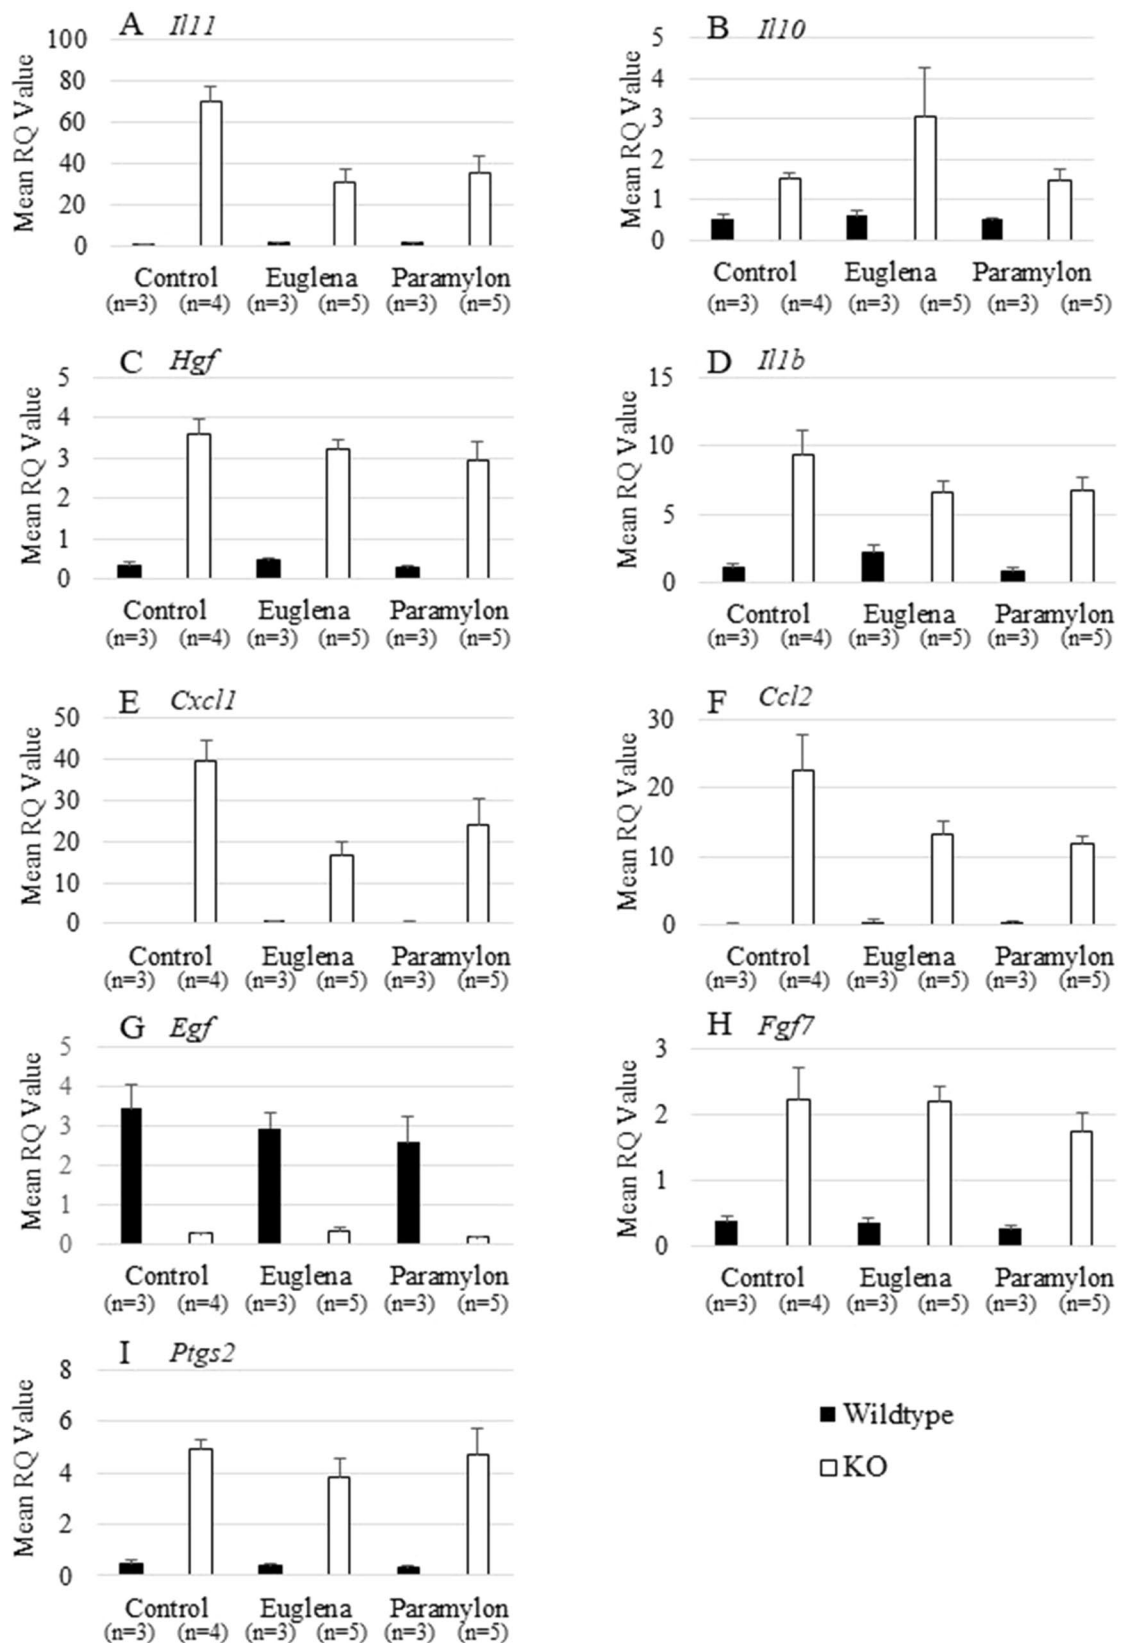 A Il11
Mean RQ Value
100
80
60
40
20
0
Control Euglena Paramylon
(n=3) (n=4) (n=3) (n=5) (n=3) (n=5)
B Il10
Mean RQ Value
5
4
3
2
1
0
Control Euglena Paramylon
(n=3) (n=4) (n=3) (n=5) (n=3) (n=5)
C Hgf
Mean RQ Value
5
4
3
2
1
0
Control Euglena Paramylon
(n=3) (n=4) (n=3) (n=5) (n=3) (n=5)
D Il1b
Mean RQ Value
15
10
5
0
Control Euglena Paramylon
(n=3) (n=4) (n=3) (n=5) (n=3) (n=5)
E Cxcl1
Mean RQ Value
50
40
30
20
10
0
Control Euglena Paramylon
(n=3) (n=4) (n=3) (n=5) (n=3) (n=5)
F Ccl2
Mean RQ Value
30
20
10
0
Control Euglena Paramylon
(n=3) (n=4) (n=3) (n=5) (n=3) (n=5)
G Egf
Mean RQ Value
5
4
3
2
1
0
Control Euglena Paramylon
(n=3) (n=4) (n=3) (n=5) (n=3) (n=5)
H Fgf7
Mean RQ Value
3
2
1
0
Control Euglena Paramylon
(n=3) (n=4) (n=3) (n=5) (n=3) (n=5)
I Ptgs2
Mean RQ Value
8
6
4
2
0
Control Euglena Paramylon
(n=3) (n=4) (n=3) (n=5) (n=3) (n=5)
Wildtype
KO